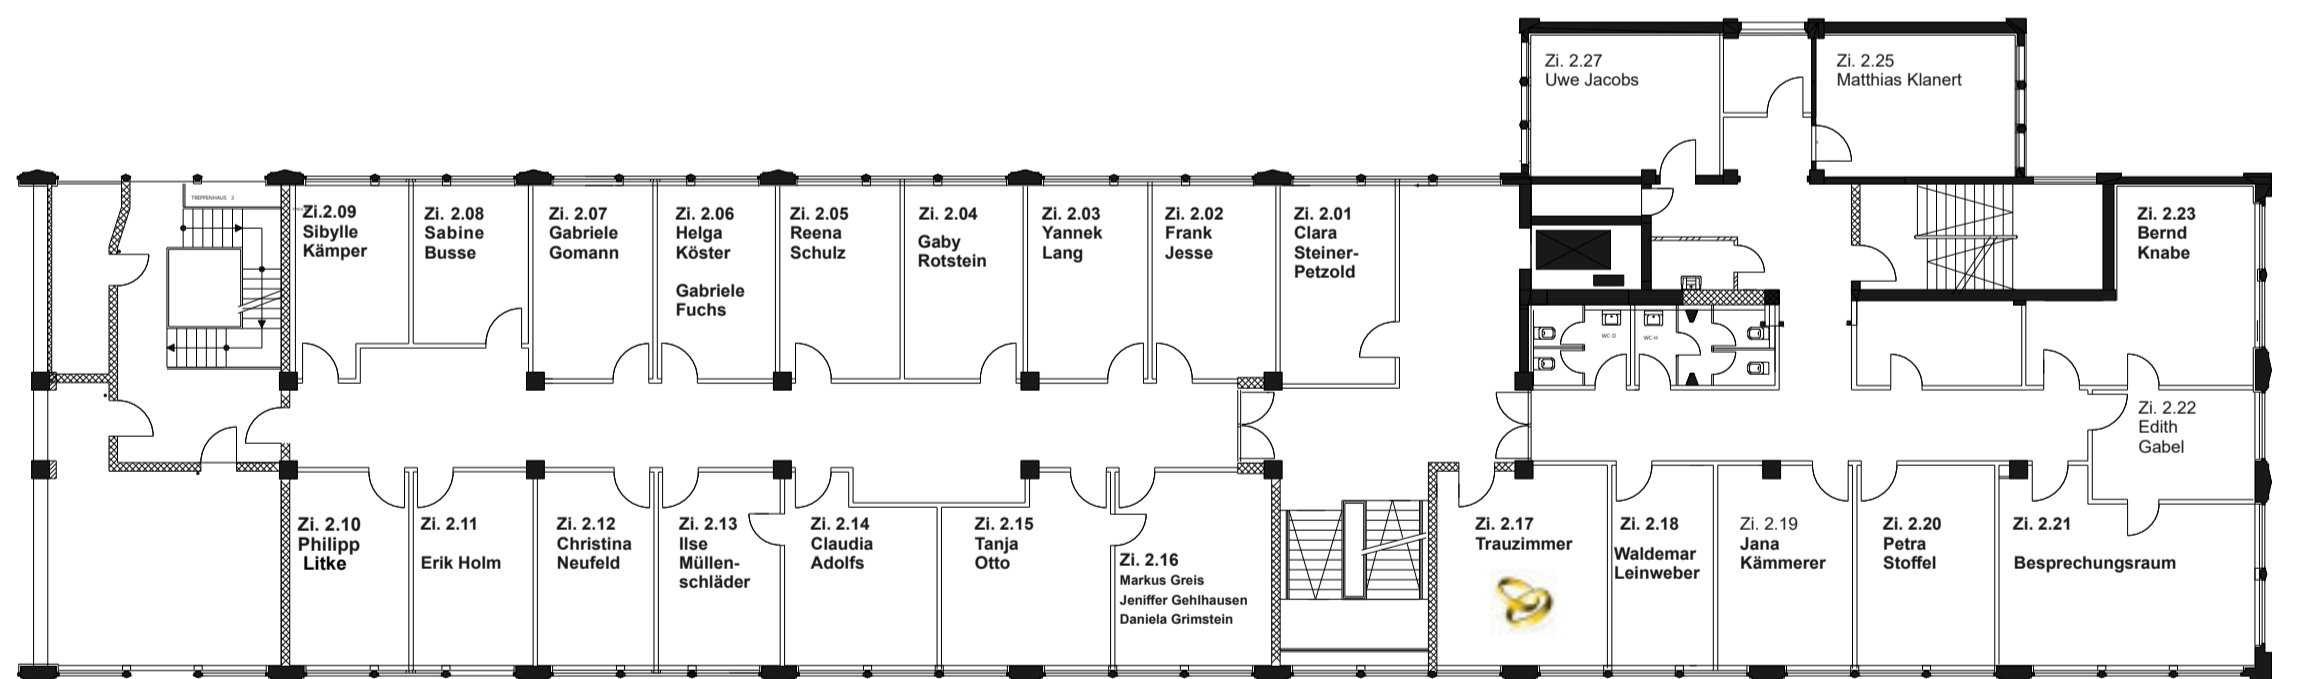 Zi. 2.27
Uwe Jacobs
Zi. 2.25
Matthias Klanert
TREPPENHAUS 2
Zi.2.09
Sibylle
Kämper
Zi. 2.08
Sabine
Busse
Zi. 2.07
Gabriele
Gomann
Zi. 2.06
Helga
Köster
Gabriele
Fuchs
Zi. 2.05
Reena
Schulz
Zi. 2.04
Gaby
Rotstein
Zi. 2.03
Yannek
Lang
Zi. 2.02
Frank
Jesse
Zi. 2.01
Clara
Steiner-
Petzold
Zi. 2.23
Bernd
Knabe
WC-D
WC-H
Zi. 2.22
Edith
Gabel
Zi. 2.10
Philipp
Litke
Zi. 2.11
Erik Holm
Zi. 2.12
Christina
Neufeld
Zi. 2.13
Ilse
Müllen-
schläder
Zi. 2.14
Claudia
Adolfs
Zi. 2.15
Tanja
Otto
Zi. 2.16
Markus Greis
Jeniffer Gehlhausen
Daniela Grimstein
Zi. 2.17
Trauzimmer
Zi. 2.18
Waldemar
Leinweber
Zi. 2.19
Jana
Kämmerer
Zi. 2.20
Petra
Stoffel
Zi. 2.21
Besprechungsraum